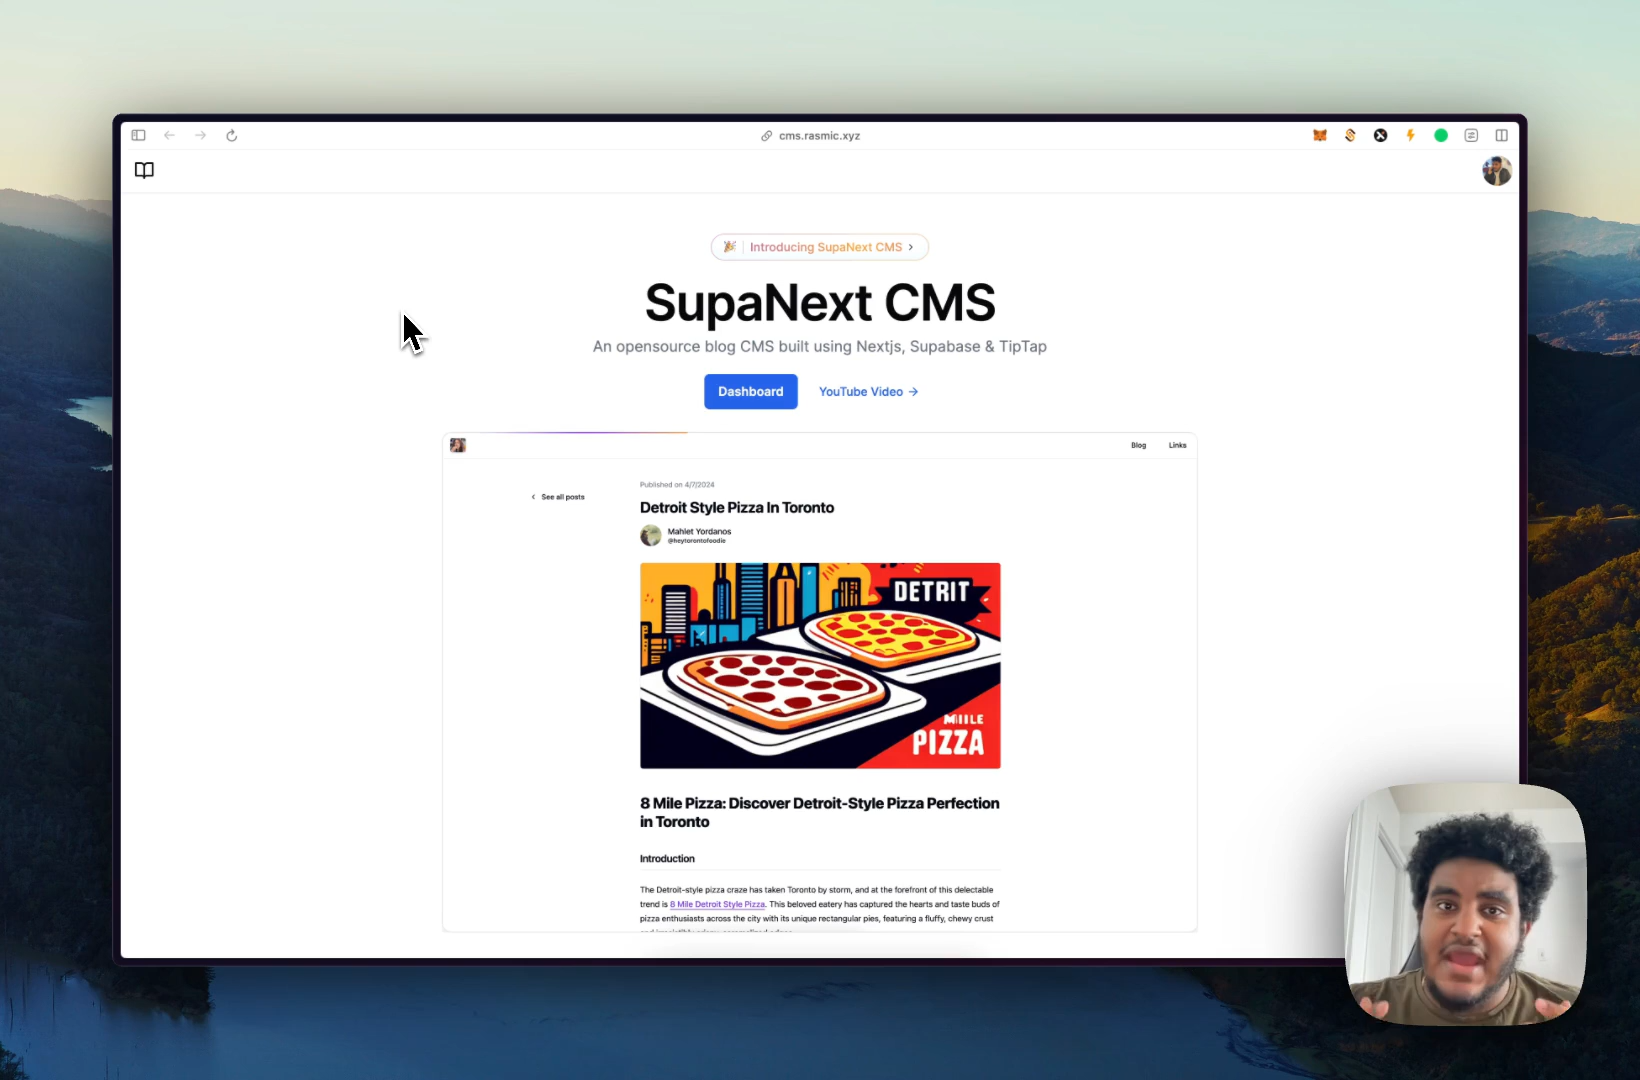 cms.rasmic.xyz
Introducing SupaNext CMS
SupaNext CMS
An opensource blog CMS built using Nextjs, Supabase & TipTap
Dashboard
YouTube Video
Blog
Links
Published on 4/7/2024
See all posts
Detroit Style Pizza In Toronto
Mahlet Yordanos
@heytorontofoodie
DETRIT
MIILE
PIZZA
8 Mile Pizza: Discover Detroit-Style Pizza Perfection
in Toronto
Introduction
The Detroit-style pizza craze has taken Toronto by storm, and at the forefront of this delectable
trend is 8 Mile Detroit Style Pizza. This beloved eatery has captured the hearts and taste buds of
pizza enthusiasts across the city with its unique rectangular pies, featuring a fluffy, chewy crust